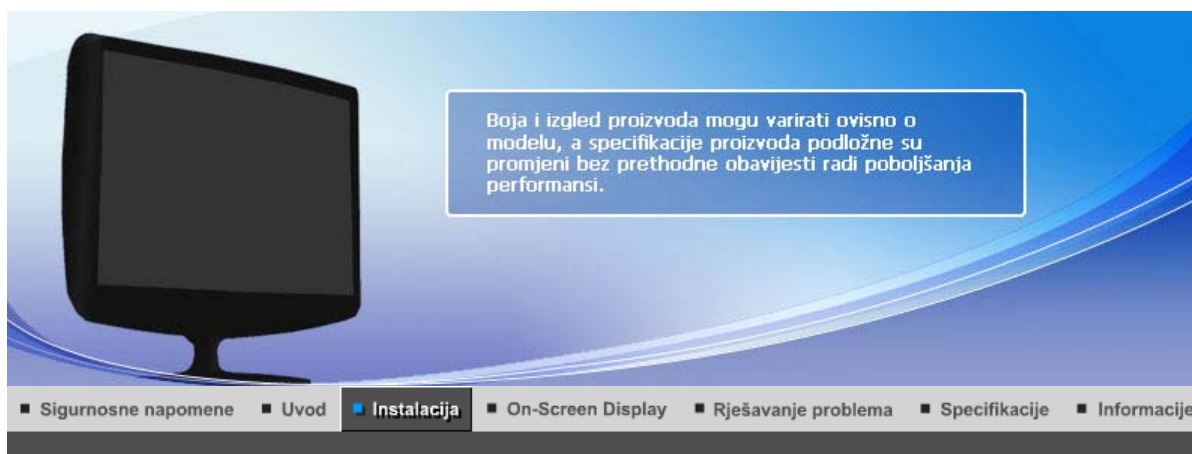 Boja i izgled proizvoda mogu varirati ovisno o
modelu, a specifikacije proizvoda podložne su
promjeni bez prethodne obavijesti radi poboljšanja
performansi.
Sigurnosne napomene Uvod Instalacija On-Screen Display Rješavanje problema Specifikacije Informacije